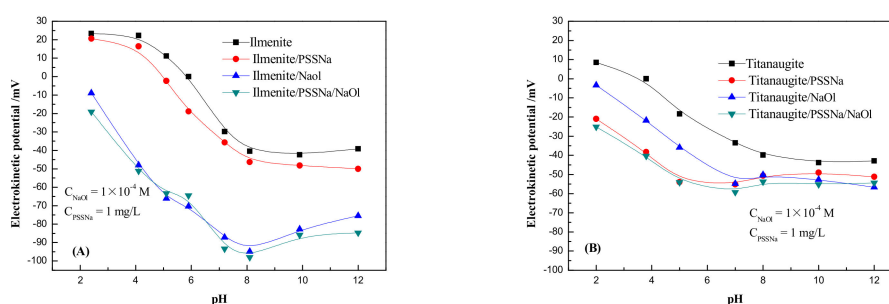 30
20
10
0
-10
-20
-30
-40
-50
-60
-70
-80
-90
-100
Electrokinetic potential /mV
2 4 6 8 10 12 14
pH
Ilmenite
Ilmenite/PSSNa
Ilmenite/Naol
Ilmenite/PSSNa/NaOl
C_NaOl = 1×10⁻⁴ M
C_PSSNa = 1 mg/L
(A)
30
20
10
0
-10
-20
-30
-40
-50
-60
-70
-80
-90
-100
Electrokinetic potential /mV
2 4 6 8 10 12 14
pH
Titanaugite
Titanaugite/PSSNa
Titanaugite/NaOl
Titanaugite/PSSNa/NaOl
C_NaOl = 1×10⁻⁴ M
C_PSSNa = 1 mg/L
(B)